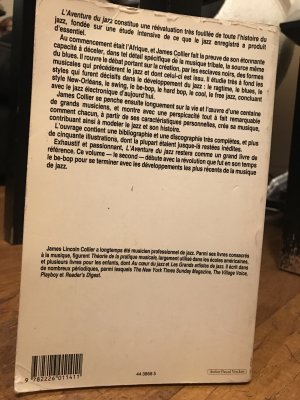 L'Aventure du jazz constitue une réévaluation très fouillée de toute l'histoire du
jazz, fondée sur une étude intensive de ce que le jazz enregistré a produit
d'essentiel.
Au commencement était l'Afrique, et James Collier fait la preuve de son étonnante
capacité à déceler, dans le détail spécifique de la musique tribale, la source même
du blues. Il rouvre le débat portant sur la création, par les esclaves noirs, des formes
musicales qui précédèrent le jazz et dont celui-ci est issu. Il étudie très à fond les
styles qui furent décisifs dans le développement du jazz : le ragtime, le blues, le
style New-Orléans, le swing, le be-bop, le hard bop, le cool, le free jazz, concluant
avec le jazz électronique d'aujourd'hui.
James Collier se penche ensuite longuement sur la vie et l'œuvre d'une centaine
de grands musiciens, et montre avec une perspicacité tout à fait remarquable
comment chacun, à partir de ses caractéristiques personnelles, créa sa musique,
contribuant ainsi à modeler le jazz et son histoire.
L'ouvrage contient une bibliographie et une discographie très complètes, et plus
de cinquante illustrations, dont la plupart étaient jusque-là restées inédites.
Exhaustif et passionnant, L'Aventure du jazz restera comme un grand livre de
référence. Ce volume — le second — débute avec la révolution que fut en son temps
le be-bop pour se terminer avec les développements les plus récents de la musique
de jazz.
James Lincoln Collier a longtemps été musicien professionnel de jazz. Parmi ses livres consacrés
à la musique, figurent Théorie de la pratique musicale, largement utilisé dans les écoles américaines,
et plusieurs livres pour les enfants, dont Au cœur du jazz et Les Grands artistes de jazz. Il écrit dans
de nombreux périodiques, parmi lesquels The New York Times Sunday Magazine, The Village Voice,
Playboy et Reader's Digest.
9 782226 011411
44 3868 5